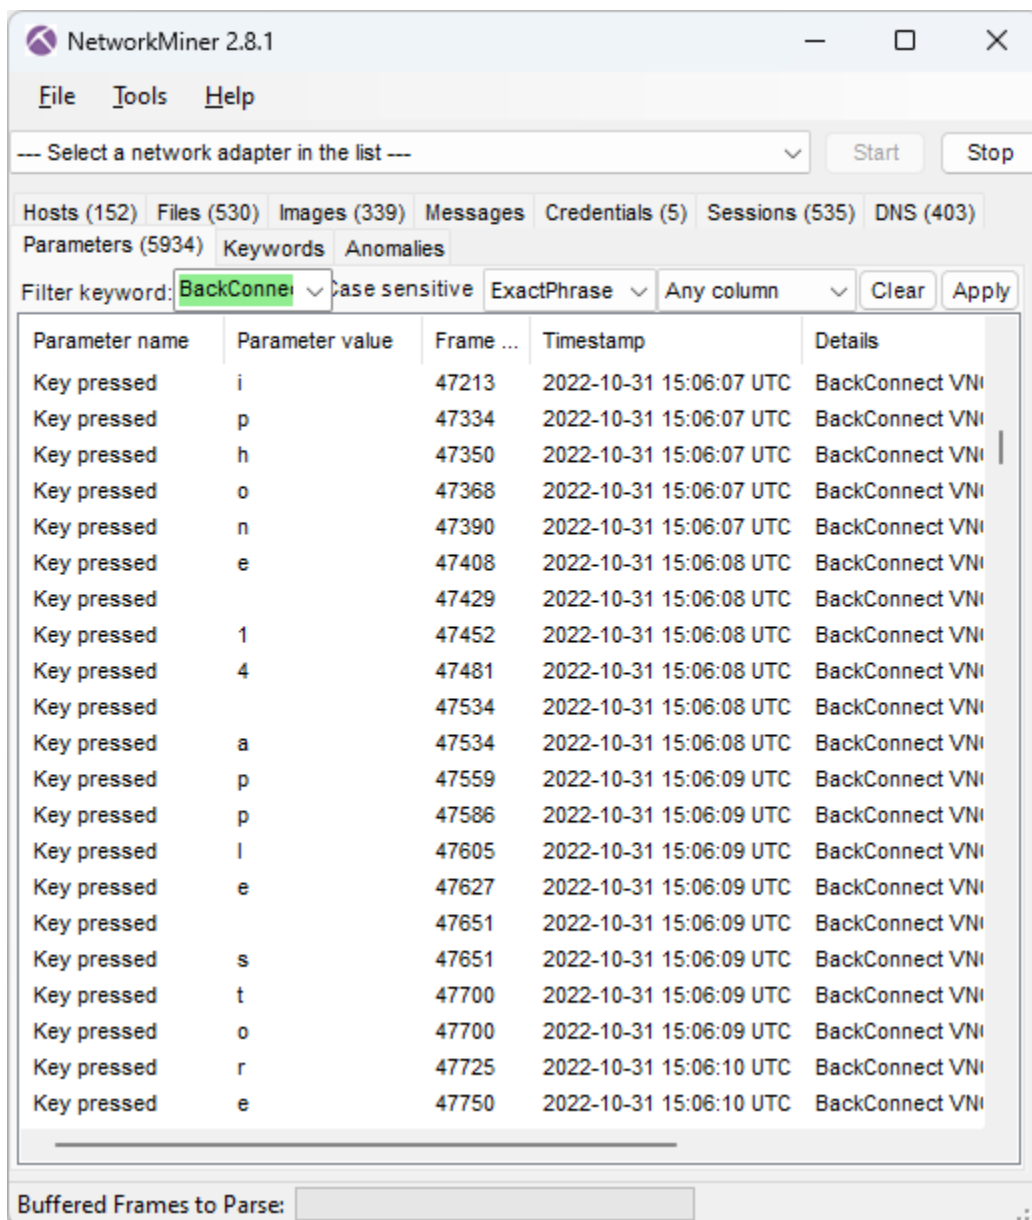 NetworkMiner 2.8.1
File Tools Help
--- Select a network adapter in the list --- Start Stop
Hosts (152) Files (530) Images (339) Messages Credentials (5) Sessions (535) DNS (403)
Parameters (5934) Keywords Anomalies
Filter keyword: BackConne Case sensitive ExactPhrase Any column Clear Apply
Parameter name Parameter value Frame ... Timestamp Details
Key pressed i 47213 2022-10-31 15:06:07 UTC BackConnect VN
Key pressed p 47334 2022-10-31 15:06:07 UTC BackConnect VN
Key pressed h 47350 2022-10-31 15:06:07 UTC BackConnect VN
Key pressed o 47368 2022-10-31 15:06:07 UTC BackConnect VN
Key pressed n 47390 2022-10-31 15:06:07 UTC BackConnect VN
Key pressed e 47408 2022-10-31 15:06:08 UTC BackConnect VN
Key pressed 47429 2022-10-31 15:06:08 UTC BackConnect VN
Key pressed 1 47452 2022-10-31 15:06:08 UTC BackConnect VN
Key pressed 4 47481 2022-10-31 15:06:08 UTC BackConnect VN
Key pressed 47534 2022-10-31 15:06:08 UTC BackConnect VN
Key pressed a 47534 2022-10-31 15:06:08 UTC BackConnect VN
Key pressed p 47559 2022-10-31 15:06:09 UTC BackConnect VN
Key pressed p 47586 2022-10-31 15:06:09 UTC BackConnect VN
Key pressed l 47605 2022-10-31 15:06:09 UTC BackConnect VN
Key pressed e 47627 2022-10-31 15:06:09 UTC BackConnect VN
Key pressed 47651 2022-10-31 15:06:09 UTC BackConnect VN
Key pressed s 47651 2022-10-31 15:06:09 UTC BackConnect VN
Key pressed t 47700 2022-10-31 15:06:09 UTC BackConnect VN
Key pressed o 47700 2022-10-31 15:06:09 UTC BackConnect VN
Key pressed r 47725 2022-10-31 15:06:10 UTC BackConnect VN
Key pressed e 47750 2022-10-31 15:06:10 UTC BackConnect VN
Buffered Frames to Parse: